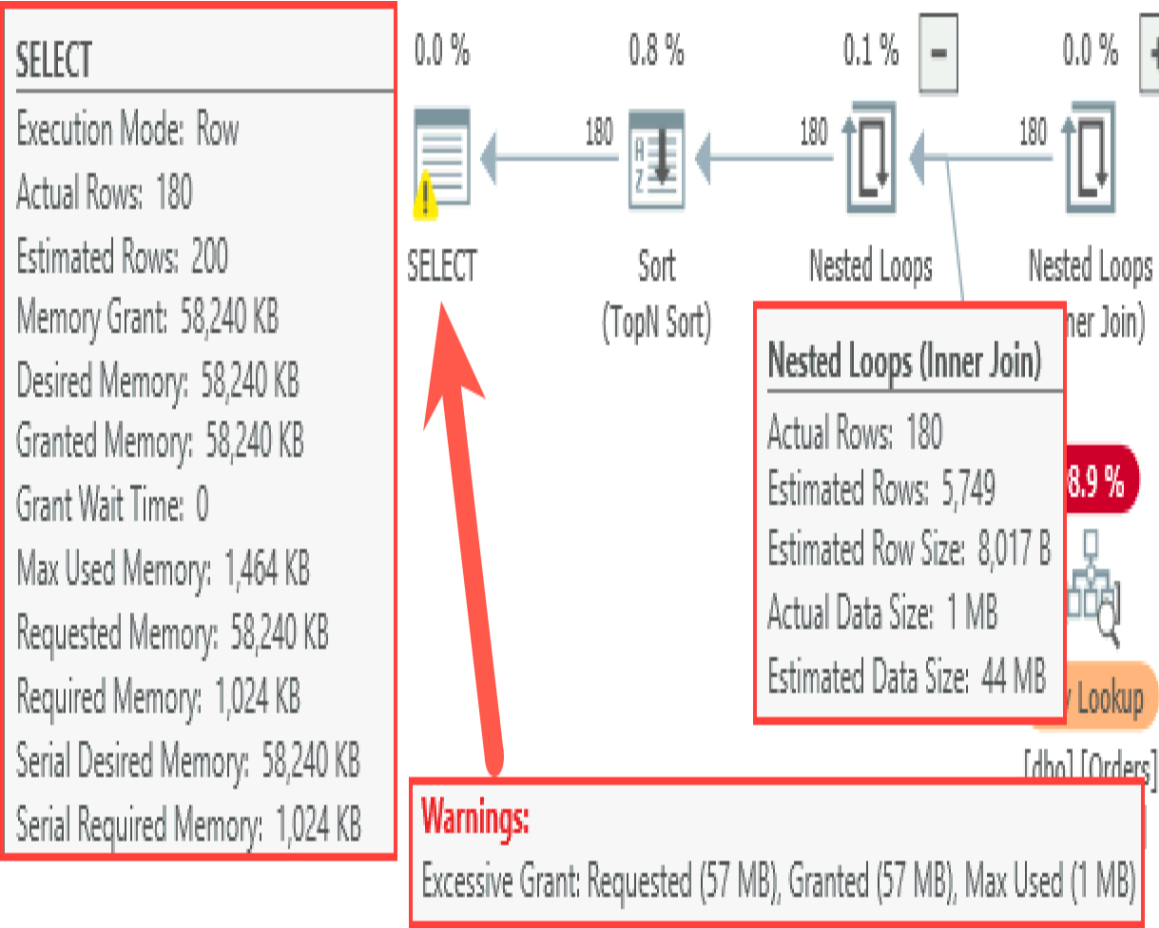 SELECT
Execution Mode: Row
Actual Rows: 180
Estimated Rows: 200
Memory Grant: 58,240 KB
Desired Memory: 58,240 KB
Granted Memory: 58,240 KB
Grant Wait Time: 0
Max Used Memory: 1,464 KB
Requested Memory: 58,240 KB
Required Memory: 1,024 KB
Serial Desired Memory: 58,240 KB
Serial Required Memory: 1,024 KB
0.0 % 0.8 % 0.1 % 0.0 %
180 180 180
A
Z
SELECT Sort Nested Loops Nested Loops
(TopN Sort) Join)
Nested Loops (Inner Join)
Actual Rows: 180
Estimated Rows: 5,749
Estimated Row Size: 8,017 B
Actual Data Size: 1 MB
Estimated Data Size: 44 MB
8.9 %
Lookup
[dbo].[Orders]
Warnings:
Excessive Grant: Requested (57 MB), Granted (57 MB), Max Used (1 MB)